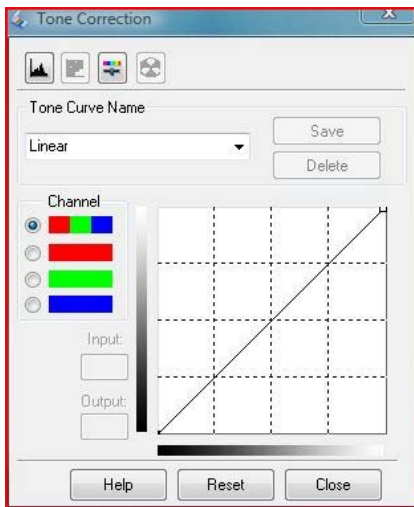 Tone Correction
Tone Curve Name
Linear
Save
Delete
Channel
Input:
Output:
Help
Reset
Close